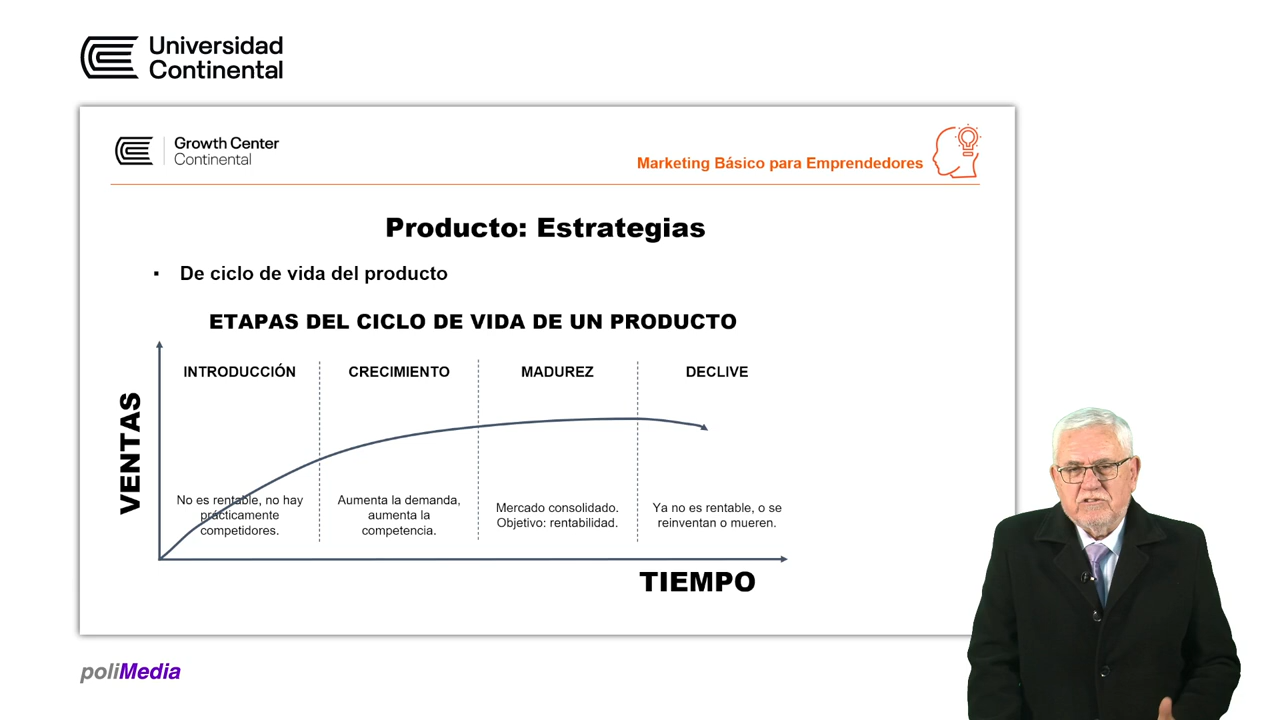 Universidad
Continental
Growth Center
Continental
Marketing Básico para Emprendedores
Producto: Estrategias
▪ De ciclo de vida del producto
ETAPAS DEL CICLO DE VIDA DE UN PRODUCTO
VENTAS
INTRODUCCIÓN
CRECIMIENTO
MADUREZ
DECLIVE
No es rentable, no hay
prácticamente
competidores.
Aumenta la demanda,
aumenta la
competencia.
Mercado consolidado.
Objetivo: rentabilidad.
Ya no es rentable, o se
reinventan o mueren.
TIEMPO
poliMedia